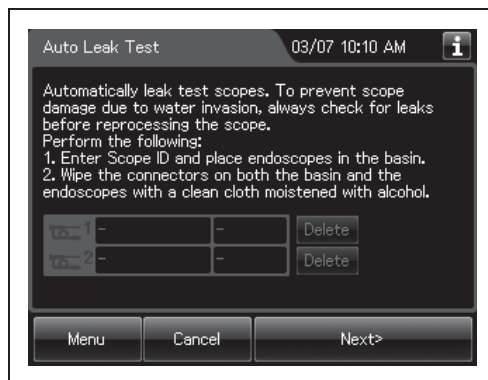 Auto Leak Test 03/07 10:10 AM i
Automatically leak test scopes. To prevent scope
damage due to water invasion, always check for leaks
before reprocessing the scope.
Perform the following:
1. Enter Scope ID and place endoscopes in the basin.
2. Wipe the connectors on both the basin and the
endoscopes with a clean cloth moistened with alcohol.
1 - - Delete
2 - - Delete
Menu Cancel Next>